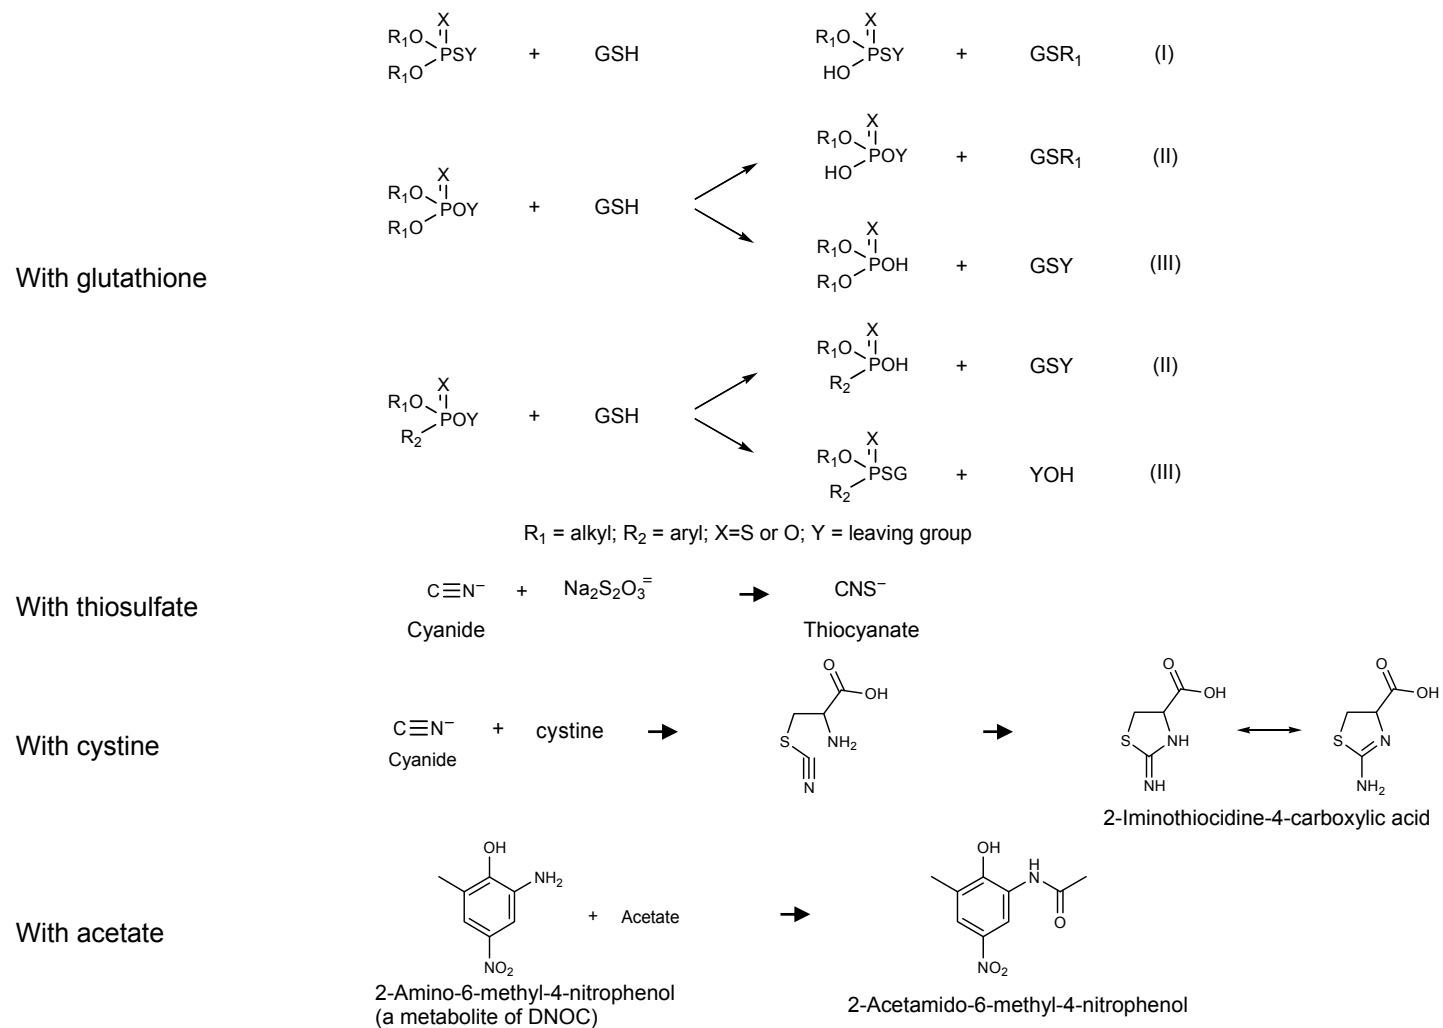 R1O R1O X PSY + GSH R1O HO X PSY + GSR1 (I)
R1O HO X POY + GSR1 (II)
R1O R1O X POY + GSH
R1O R1O X POH + GSY (III)
With glutathione
R1O R2 X POH + GSY (II)
R1O R2 X POY + GSH
R1O R2 X PSG + YOH (III)
R1 = alkyl; R2 = aryl; X=S or O; Y = leaving group
With thiosulfate C≡N– + Na2S2O3= CNS–
Cyanide Thiocyanate
With cystine C≡N– + cystine O OH NH2 S N O OH NH S NH O OH N S NH2
Cyanide
2-Iminothiocidine-4-carboxylic acid
With acetate OH NH2 NO2 + Acetate OH H N O NO2
2-Amino-6-methyl-4-nitrophenol 2-Acetamido-6-methyl-4-nitrophenol
(a metabolite of DNOC)